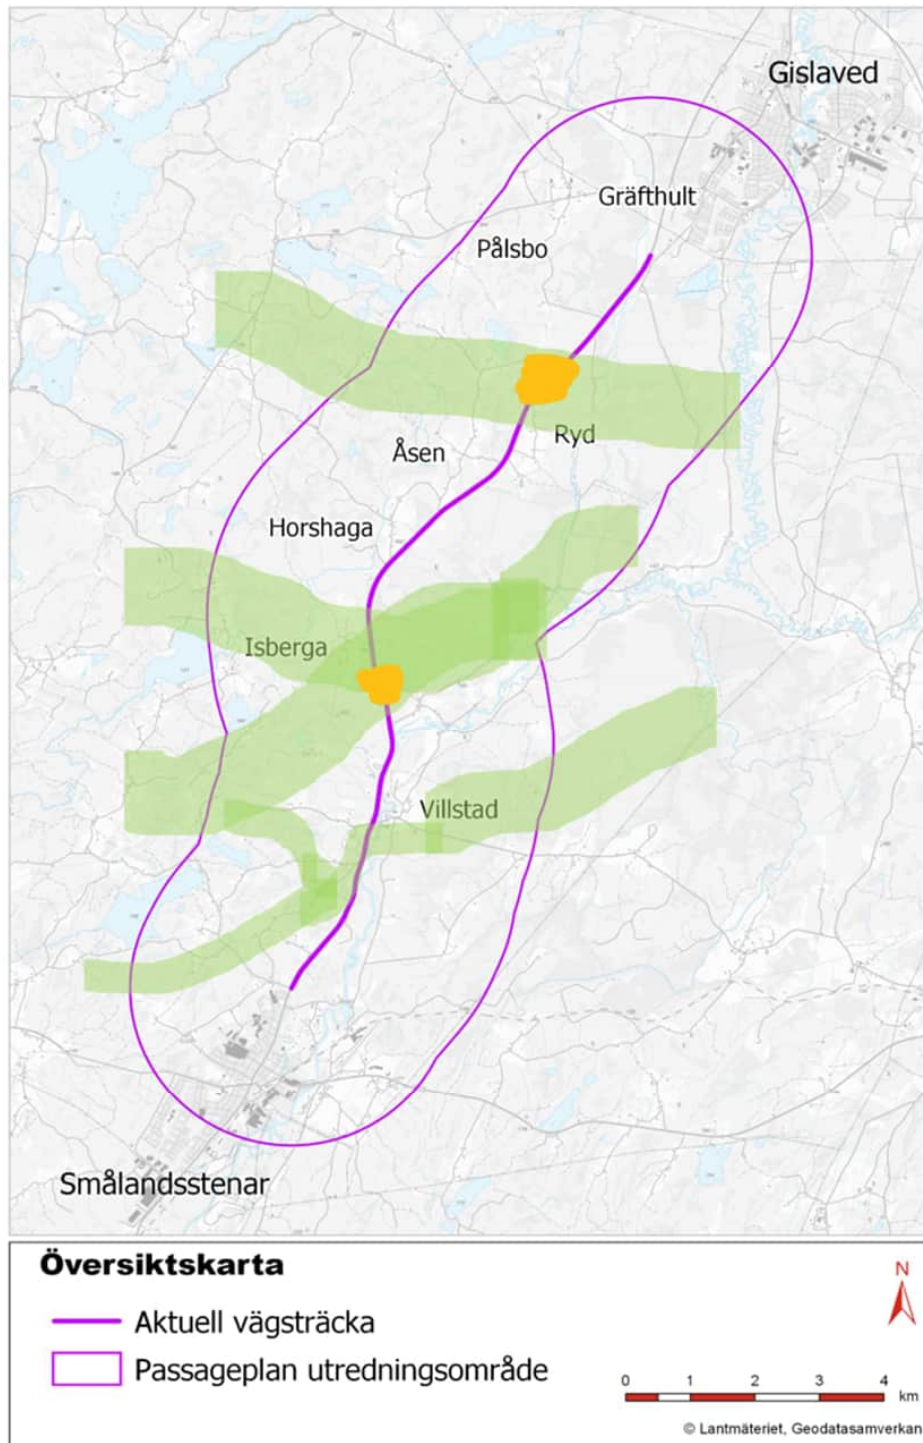 Gislaved
Gräfthult
Pålsbo
Ryd
Åsen
Horshaga
Isberga
Villstad
Smålandsstenar
Översiktskarta
Aktuell vägsträcka
Passageplan utredningsområde
N
0 1 2 3 4
km
© Lantmäteriet, Geodatasamverkan